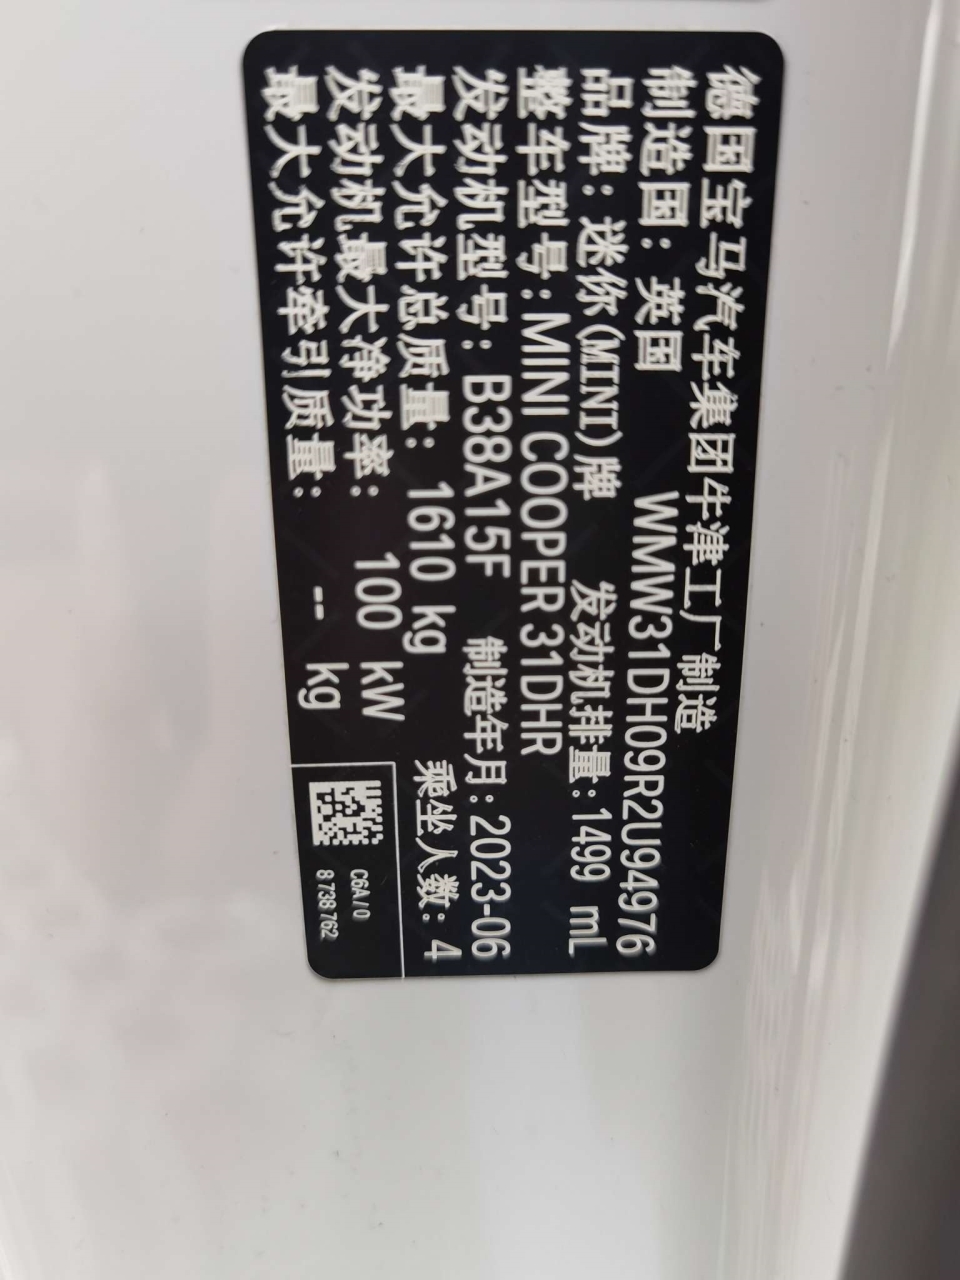 德国宝马汽车集团牛津工厂制造
制造国：英国 WMW31DH09R2U94976
品牌：迷你(MINI)牌 发动机排量：1499 mL
整车型号：MINI COOPER 31DHR
发动机型号：B38A15F 制造年月：2023-06
最大允许总质量：1610 kg 乘坐人数：4
发动机最大净功率：100 kW
最大允许牵引质量：-- kg
C6A / 0
8 738 762